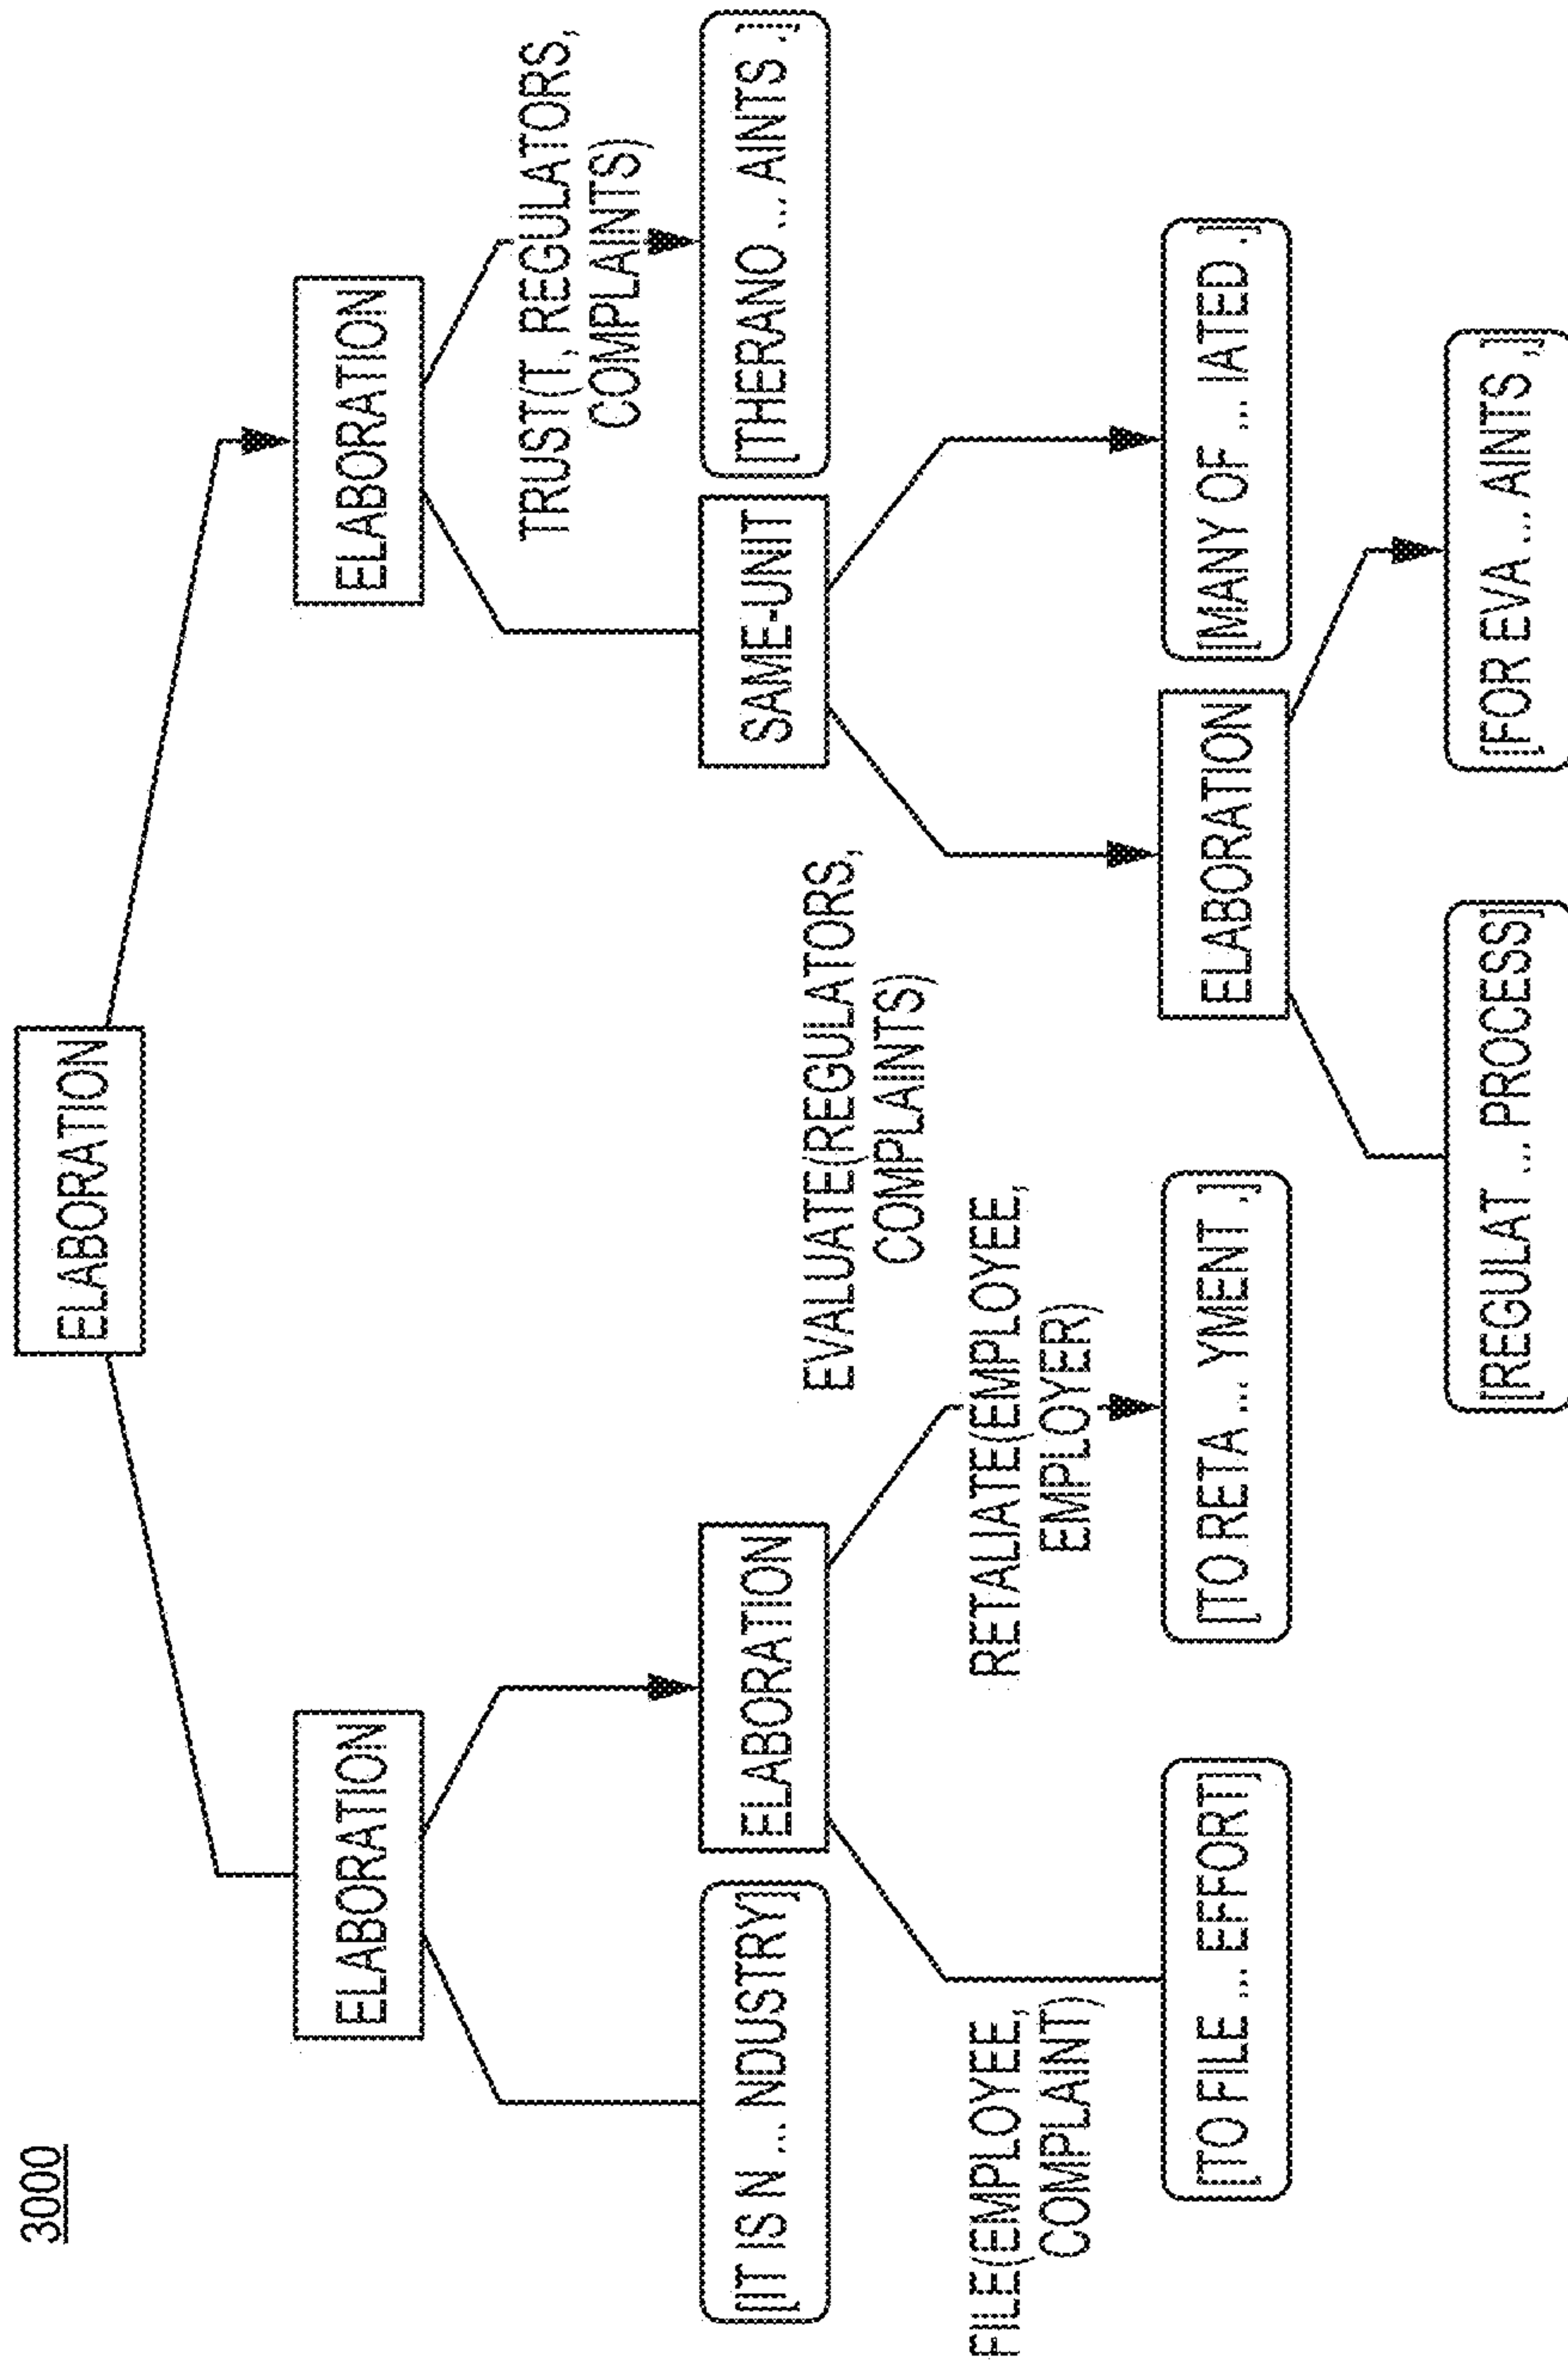 3000
ELABORATION
ELABORATION
ELABORATION
TRUST(T, REGULATORS,
COMPLAINTS)
[IT IS N ... NDUSTRY]
ELABORATION
SAME-UNIT
[THERANO ... AINTS .]
EVALUATE(REGULATORS,
COMPLAINTS)
FILE(EMPLOYEE,
COMPLAINT)
RETALIATE(EMPLOYEE,
EMPLOYER)
[TO FILE ... EFFORT]
[TO RETA ... YMENT .]
ELABORATION
[MANY OF ... IATED .]
[REGULAT ... PROCESS]
[FOR EVA ... AINTS ,]